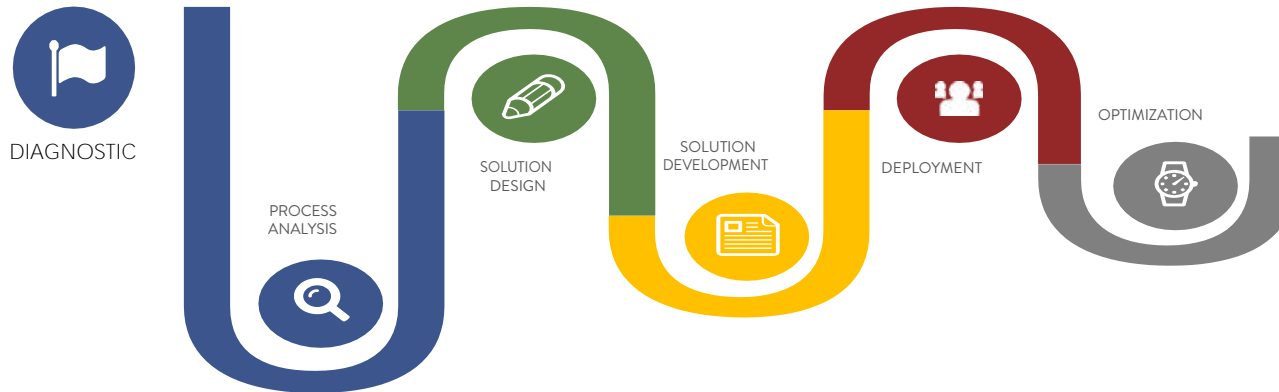 DIAGNOSTIC
PROCESS
ANALYSIS
SOLUTION
DESIGN
SOLUTION
DEVELOPMENT
DEPLOYMENT
OPTIMIZATION